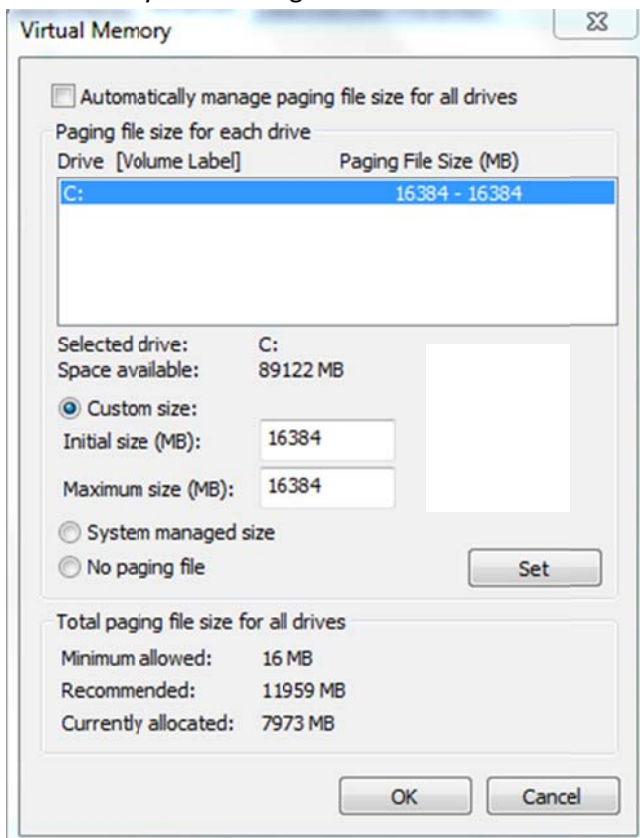 Virtual Memory
Automatically manage paging file size for all drives
Paging file size for each drive
Drive [Volume Label] Paging File Size (MB)
C: 16384 - 16384
Selected drive: C:
Space available: 89122 MB
Custom size:
Initial size (MB): 16384
Maximum size (MB): 16384
System managed size
No paging file
Set
Total paging file size for all drives
Minimum allowed: 16 MB
Recommended: 11959 MB
Currently allocated: 7973 MB
OK Cancel